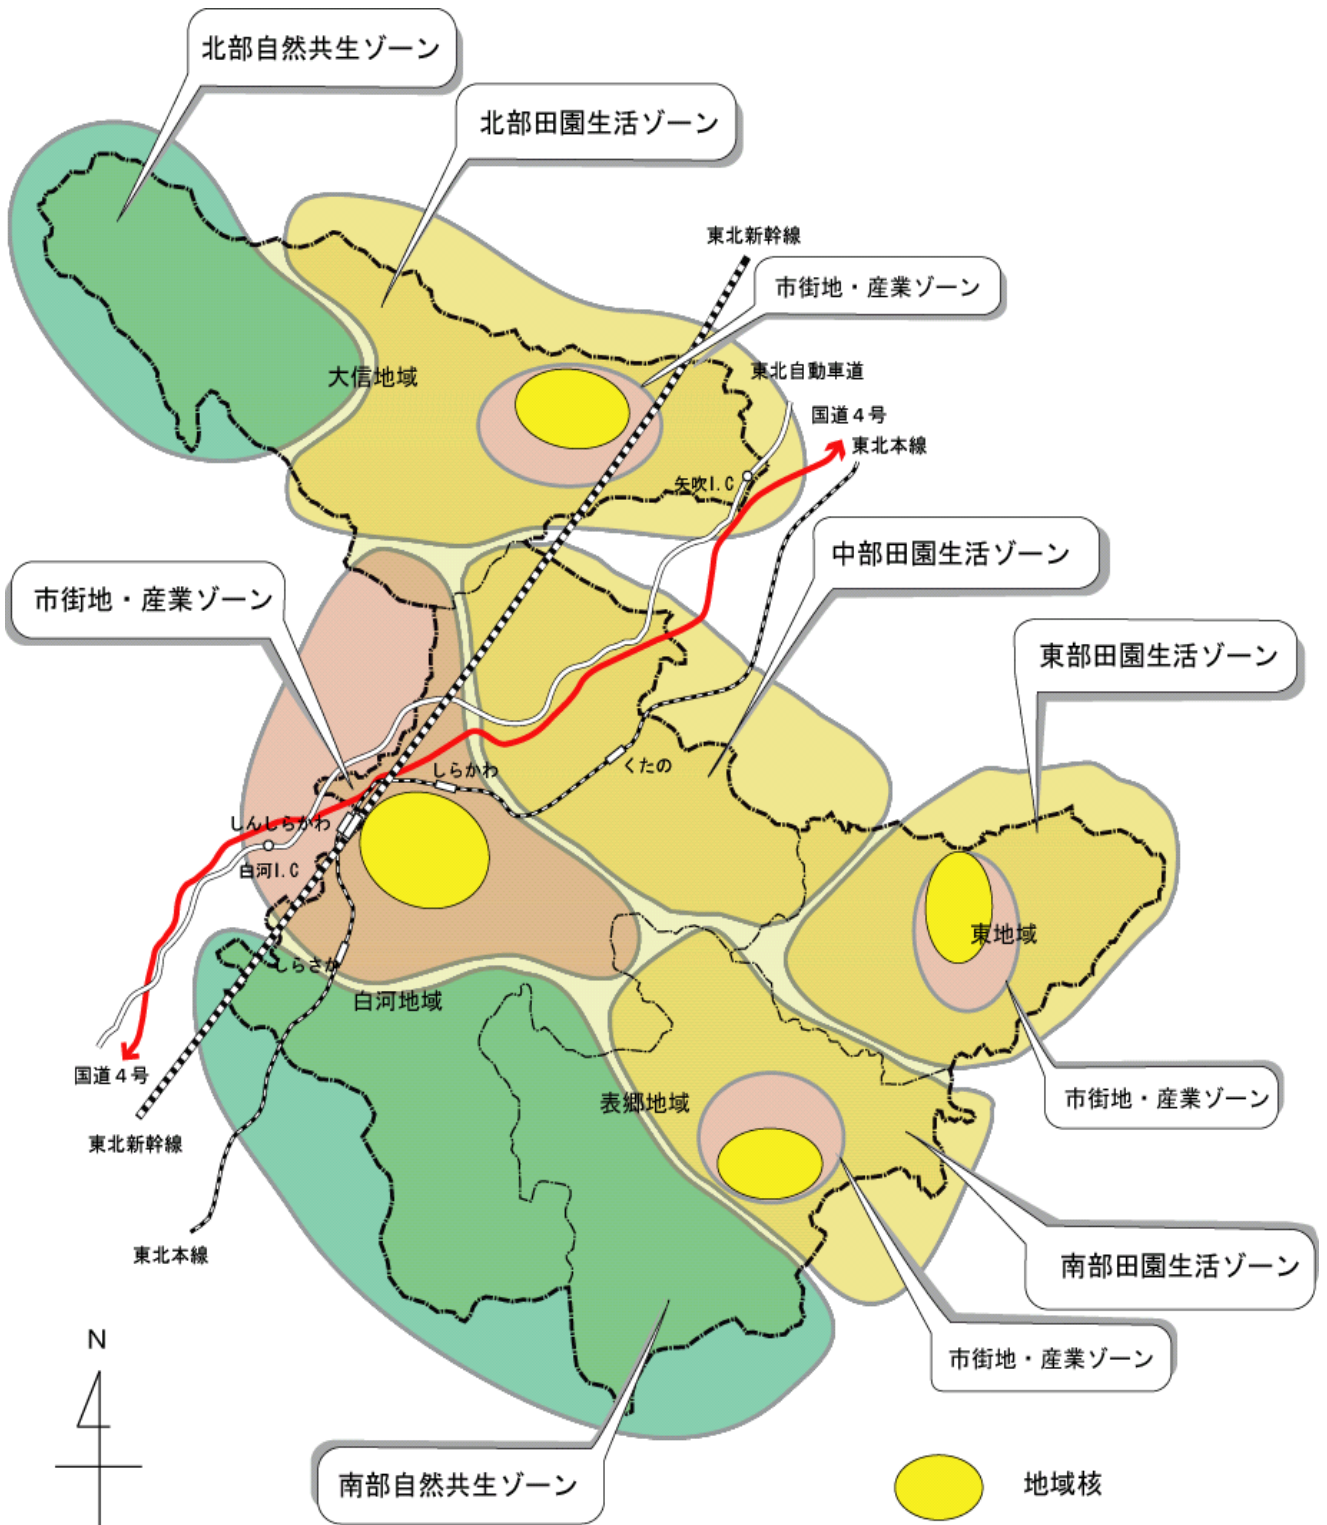 北部自然共生ゾーン
北部田園生活ゾーン
東北新幹線
市街地・産業ゾーン
東北自動車道
大信地域
国道４号
東北本線
矢吹I.C
中部田園生活ゾーン
市街地・産業ゾーン
東部田園生活ゾーン
しらかわ
くたの
しんしらかわ
白河I.C
東地域
しらさか
白河地域
国道４号
表郷地域
市街地・産業ゾーン
東北新幹線
東北本線
南部田園生活ゾーン
N
市街地・産業ゾーン
南部自然共生ゾーン
地域核